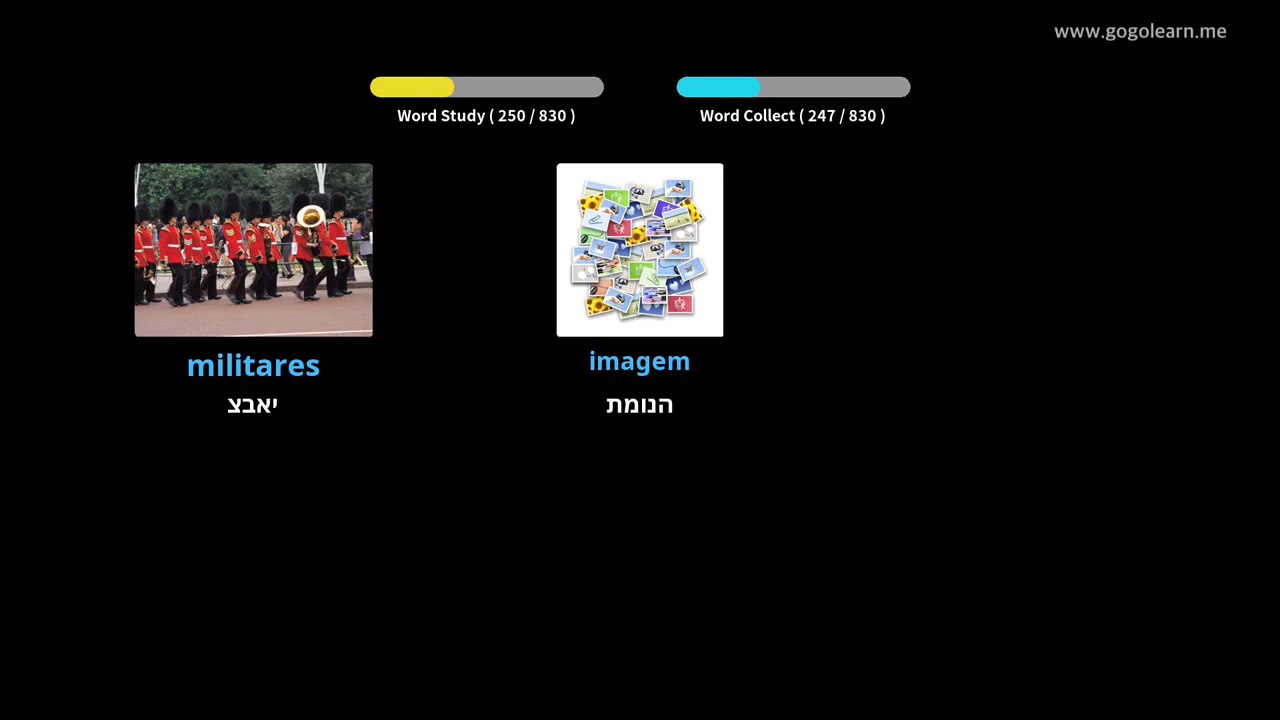 www.gogolearn.me
Word Study ( 250 / 830 )
Word Collect ( 247 / 830 )
militares
יאבצ
imagem
הנומת